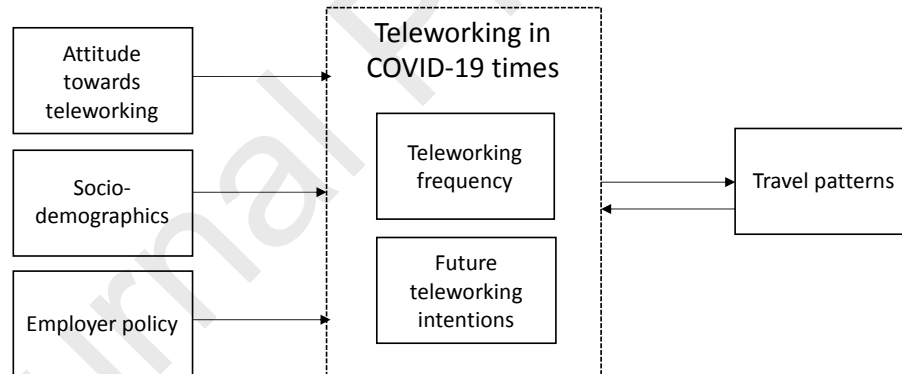 Attitude
towards
teleworking
Socio-
demographics
Employer policy
Teleworking in
COVID-19 times
Teleworking
frequency
Future
teleworking
intentions
Travel patterns